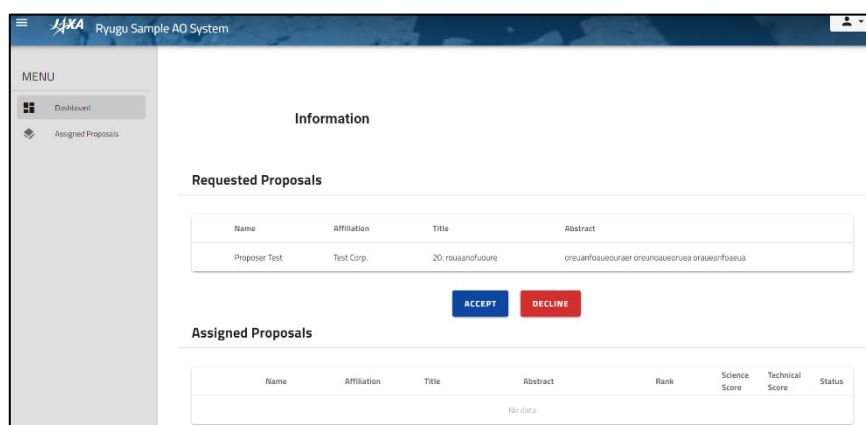 JAXA Ryugu Sample AO System
MENU
Dashboard
Assigned Proposals
Information
Requested Proposals
Name Affiliation Title Abstract
Proposer Test Test Corp. 20: rouaanofuoure oreuanfoaueouraer oreunoaueoruea oraueanfoaeua
ACCEPT DECLINE
Assigned Proposals
Name Affiliation Title Abstract Rank Science Score Technical Score Status
No data